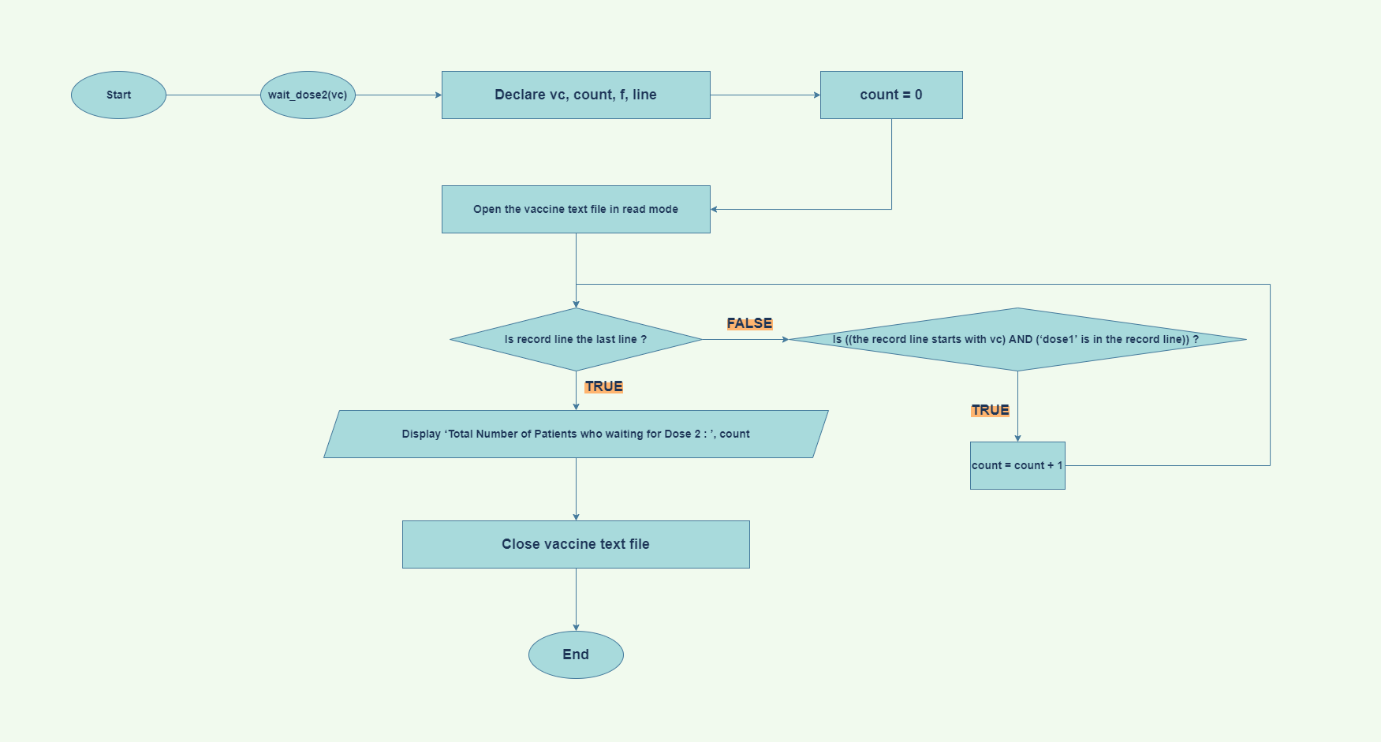 Start
wait_dose2(vc)
Declare vc, count, f, line
count = 0
Open the vaccine text file in read mode
Is record line the last line ?
FALSE
Is ((the record line starts with vc) AND (‘dose1’ is in the record line)) ?
TRUE
TRUE
Display ‘Total Number of Patients who waiting for Dose 2 : ’, count
count = count + 1
Close vaccine text file
End